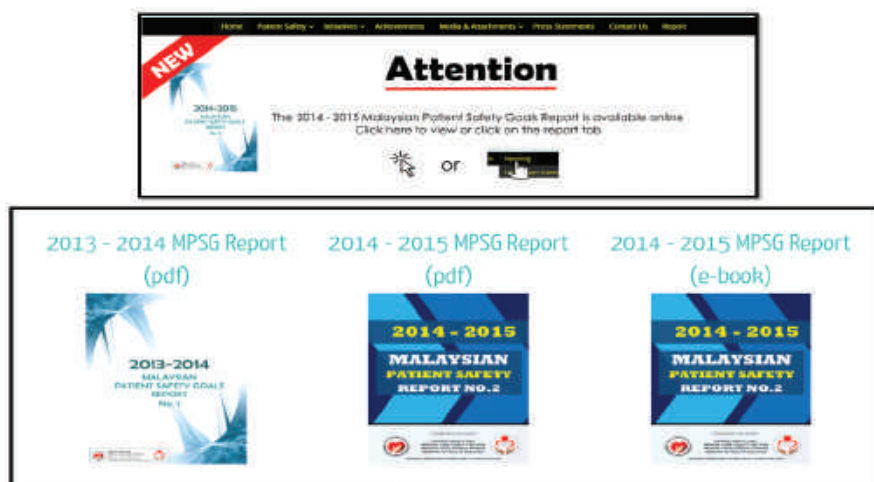 Home Patient Safety Initiatives Achievements Media & Attachments Press Statements Contact Us Report
NEW
Attention
2014-2015
MALAYSIAN
PATIENT SAFETY GOALS
REPORT
The 2014 - 2015 Malaysian Patient Safety Goals Report is available online
Click here to view or click on the report tab
or
2013 - 2014 MPSG Report
(pdf)
2013-2014
MALAYSIAN
PATIENT SAFETY GOALS
REPORT
No. 1
2014 - 2015 MPSG Report
(pdf)
2014 - 2015
MALAYSIAN
PATIENT SAFETY
REPORT NO.2
2014 - 2015 MPSG Report
(e-book)
2014 - 2015
MALAYSIAN
PATIENT SAFETY
REPORT NO.2